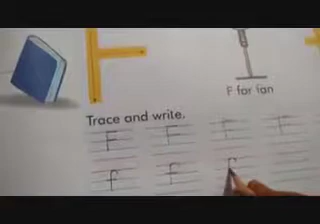 F
F for fan
Trace and write.
F F F F
f f f